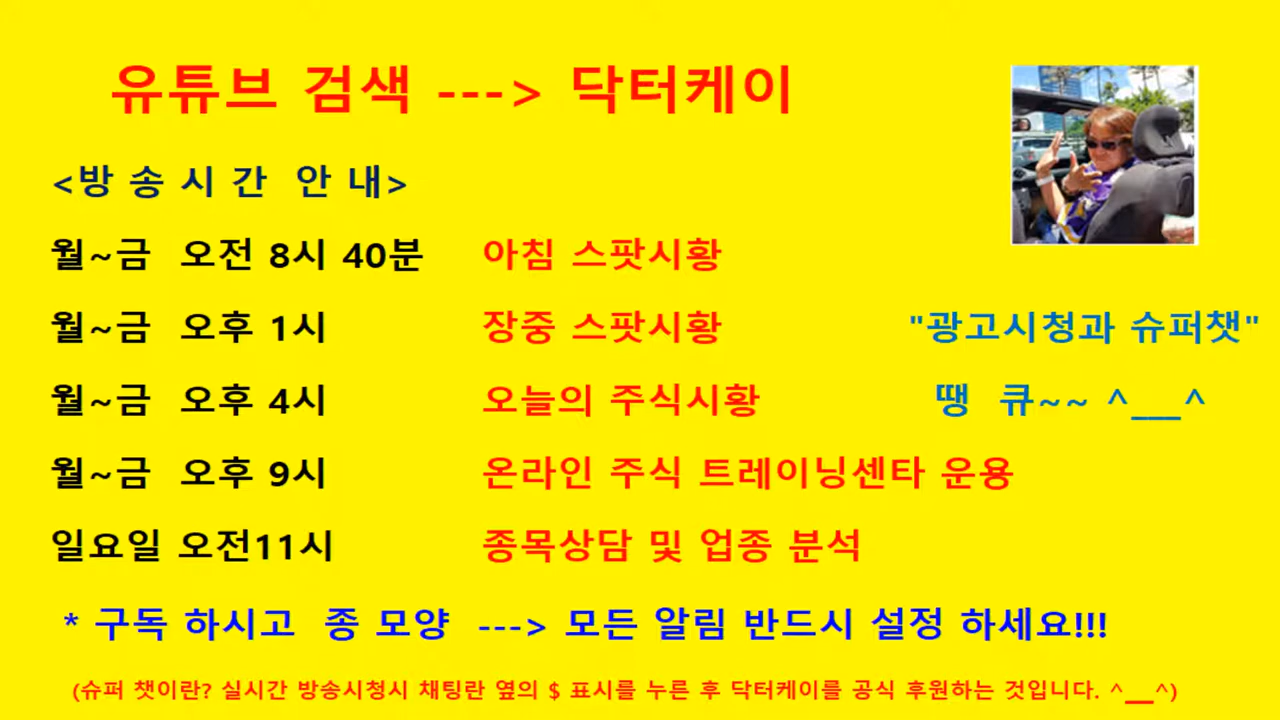 유튜브 검색 ---> 닥터케이
<방 송 시 간 안 내>
월~금 오전 8시 40분 아침 스팟시황
월~금 오후 1시 장중 스팟시황 "광고시청과 슈퍼챗"
월~금 오후 4시 오늘의 주식시황 땡 큐~~ ^___^
월~금 오후 9시 온라인 주식 트레이닝센타 운용
일요일 오전11시 종목상담 및 업종 분석
* 구독 하시고 종 모양 ---> 모든 알림 반드시 설정 하세요!!!
(슈퍼 챗이란? 실시간 방송시청시 채팅란 옆의 $ 표시를 누른 후 닥터케이를 공식 후원하는 것입니다. ^__^)